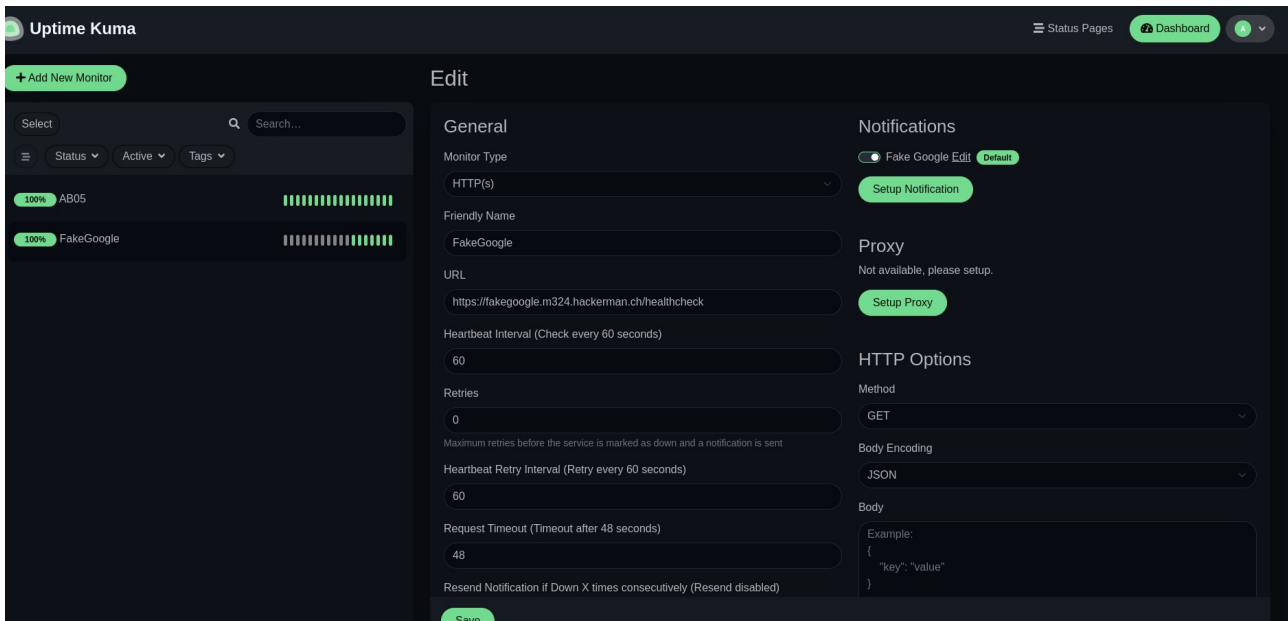 Uptime Kuma
Status Pages
Dashboard
A
Add New Monitor
Select
Search...
Status
Active
Tags
100% AB05
100% FakeGoogle
Edit
General
Monitor Type
HTTP(s)
Friendly Name
FakeGoogle
URL
https://fakegoogle.m324.hackerman.ch/healthcheck
Heartbeat Interval (Check every 60 seconds)
60
Retries
0
Maximum retries before the service is marked as down and a notification is sent
Heartbeat Retry Interval (Retry every 60 seconds)
60
Request Timeout (Timeout after 48 seconds)
48
Resend Notification if Down X times consecutively (Resend disabled)
Save
Notifications
Fake Google Edit Default
Setup Notification
Proxy
Not available, please setup.
Setup Proxy
HTTP Options
Method
GET
Body Encoding
JSON
Body
Example:
{
"key": "value"
}